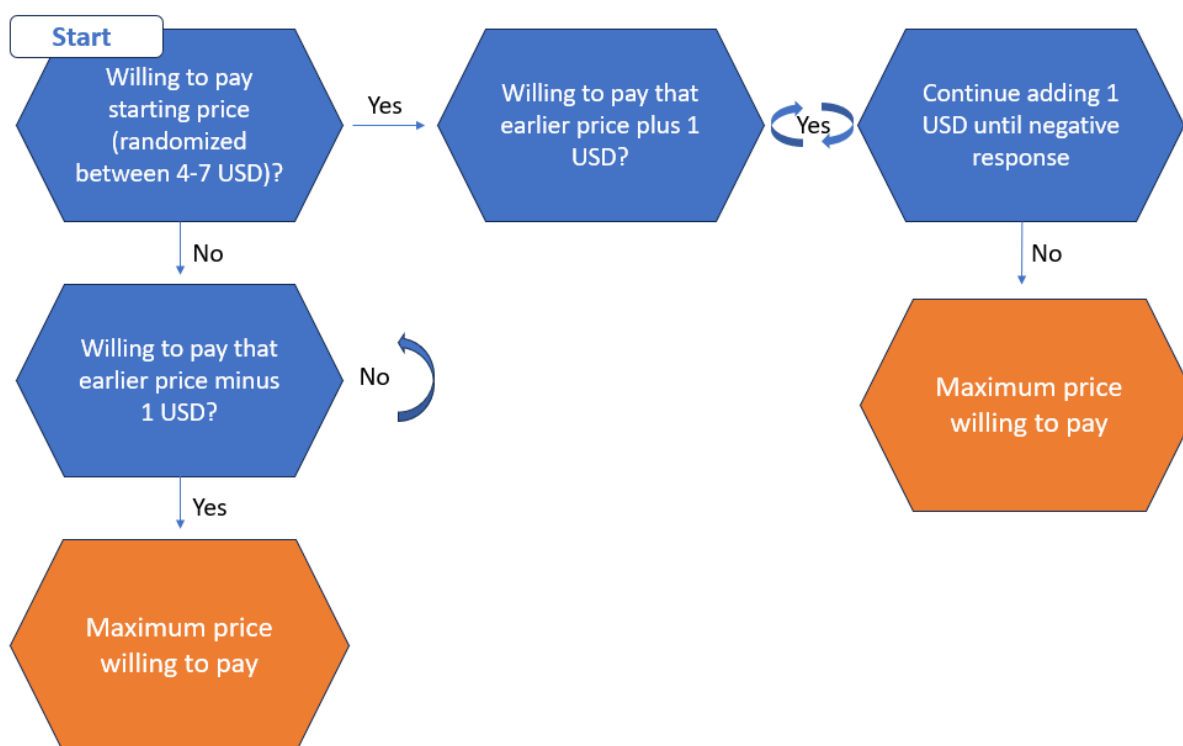 Start
Willing to pay
starting price
(randomized
between 4-7 USD)?
Yes
Willing to pay that
earlier price plus 1
USD?
Yes
Continue adding 1
USD until negative
response
No
No
Willing to pay that
earlier price minus
1 USD?
No
Maximum price
willing to pay
Yes
Maximum price
willing to pay